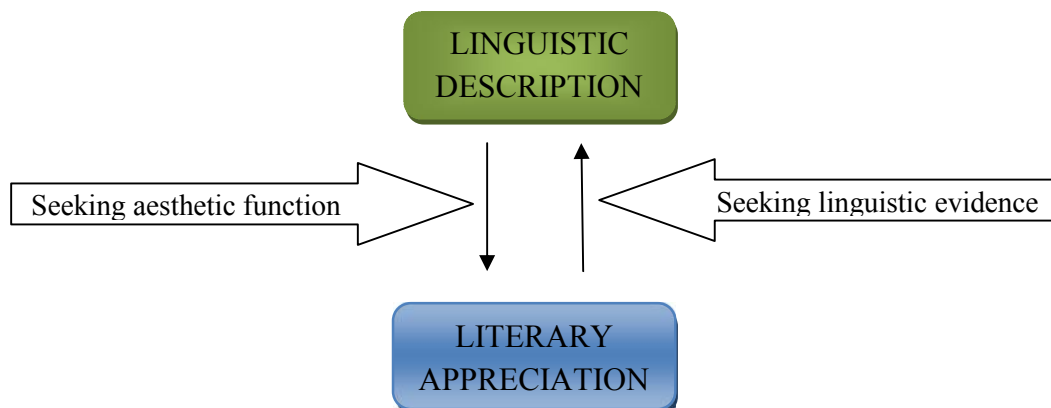 LINGUISTIC
DESCRIPTION
Seeking aesthetic function
Seeking linguistic evidence
LITERARY
APPRECIATION